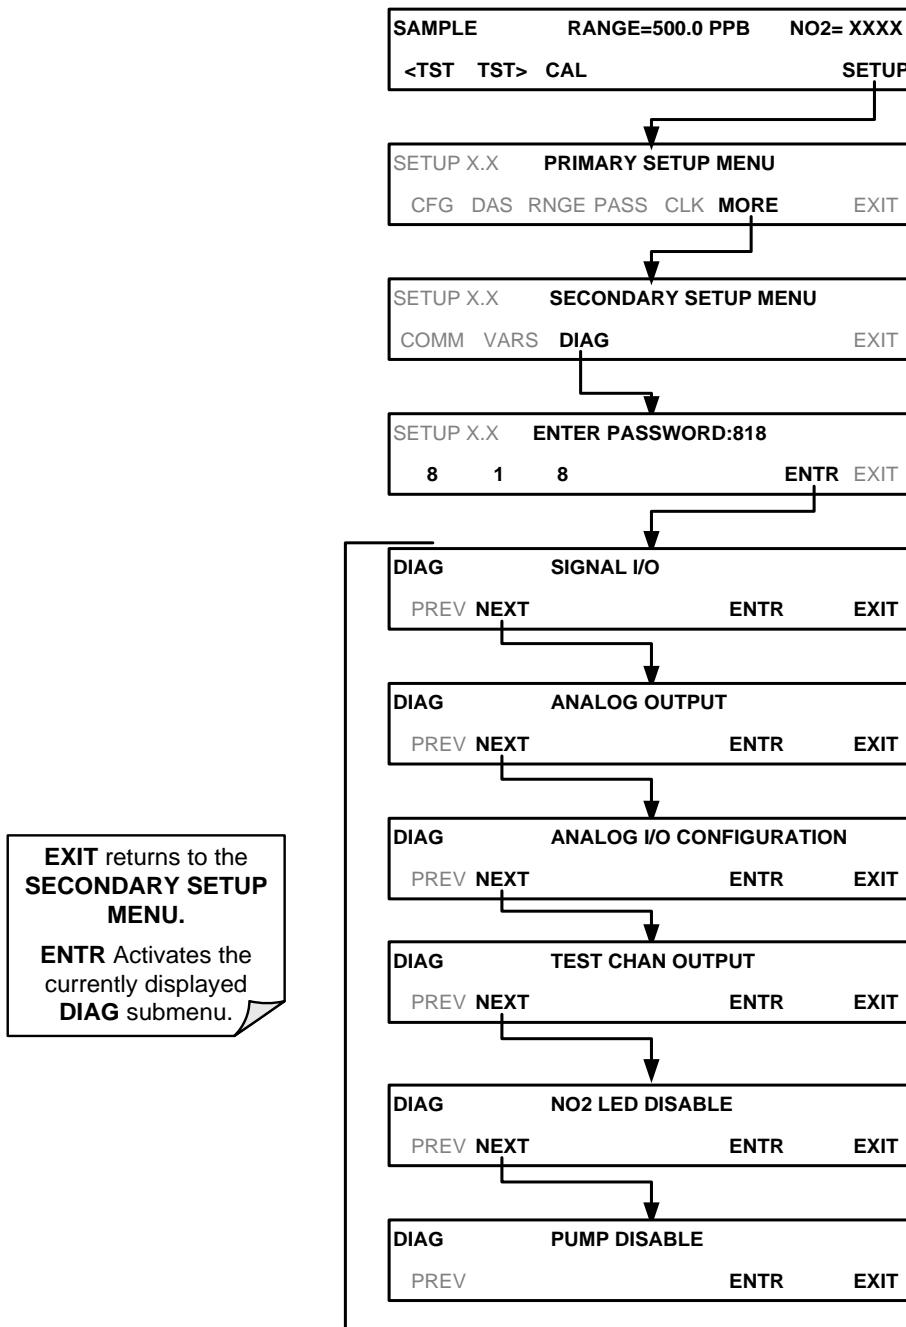 SAMPLE RANGE=500.0 PPB NO2= XXXX
<TST TST> CAL SETUP
SETUP X.X PRIMARY SETUP MENU
CFG DAS RNGE PASS CLK MORE EXIT
SETUP X.X SECONDARY SETUP MENU
COMM VARS DIAG EXIT
SETUP X.X ENTER PASSWORD:818
8 1 8 ENTR EXIT
DIAG SIGNAL I/O
PREV NEXT ENTR EXIT
DIAG ANALOG OUTPUT
PREV NEXT ENTR EXIT
DIAG ANALOG I/O CONFIGURATION
PREV NEXT ENTR EXIT
DIAG TEST CHAN OUTPUT
PREV NEXT ENTR EXIT
DIAG NO2 LED DISABLE
PREV NEXT ENTR EXIT
DIAG PUMP DISABLE
PREV ENTR EXIT
EXIT returns to the
SECONDARY SETUP
MENU.
ENTR Activates the
currently displayed
DIAG submenu.